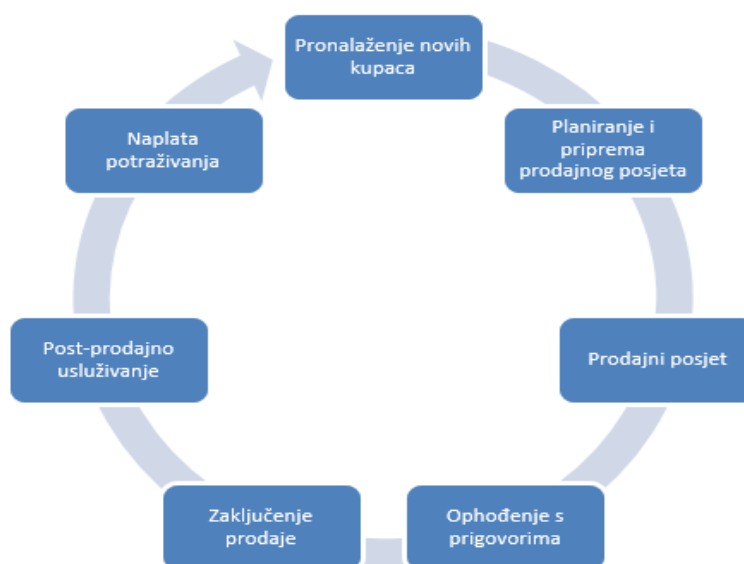 Pronalaženje novih
kupaca
Planiranje i
priprema
prodajnog posjeta
Prodajni posjet
Ophođenje s
prigovorima
Zaključenje
prodaje
Post-prodajno
usluživanje
Naplata
potraživanja